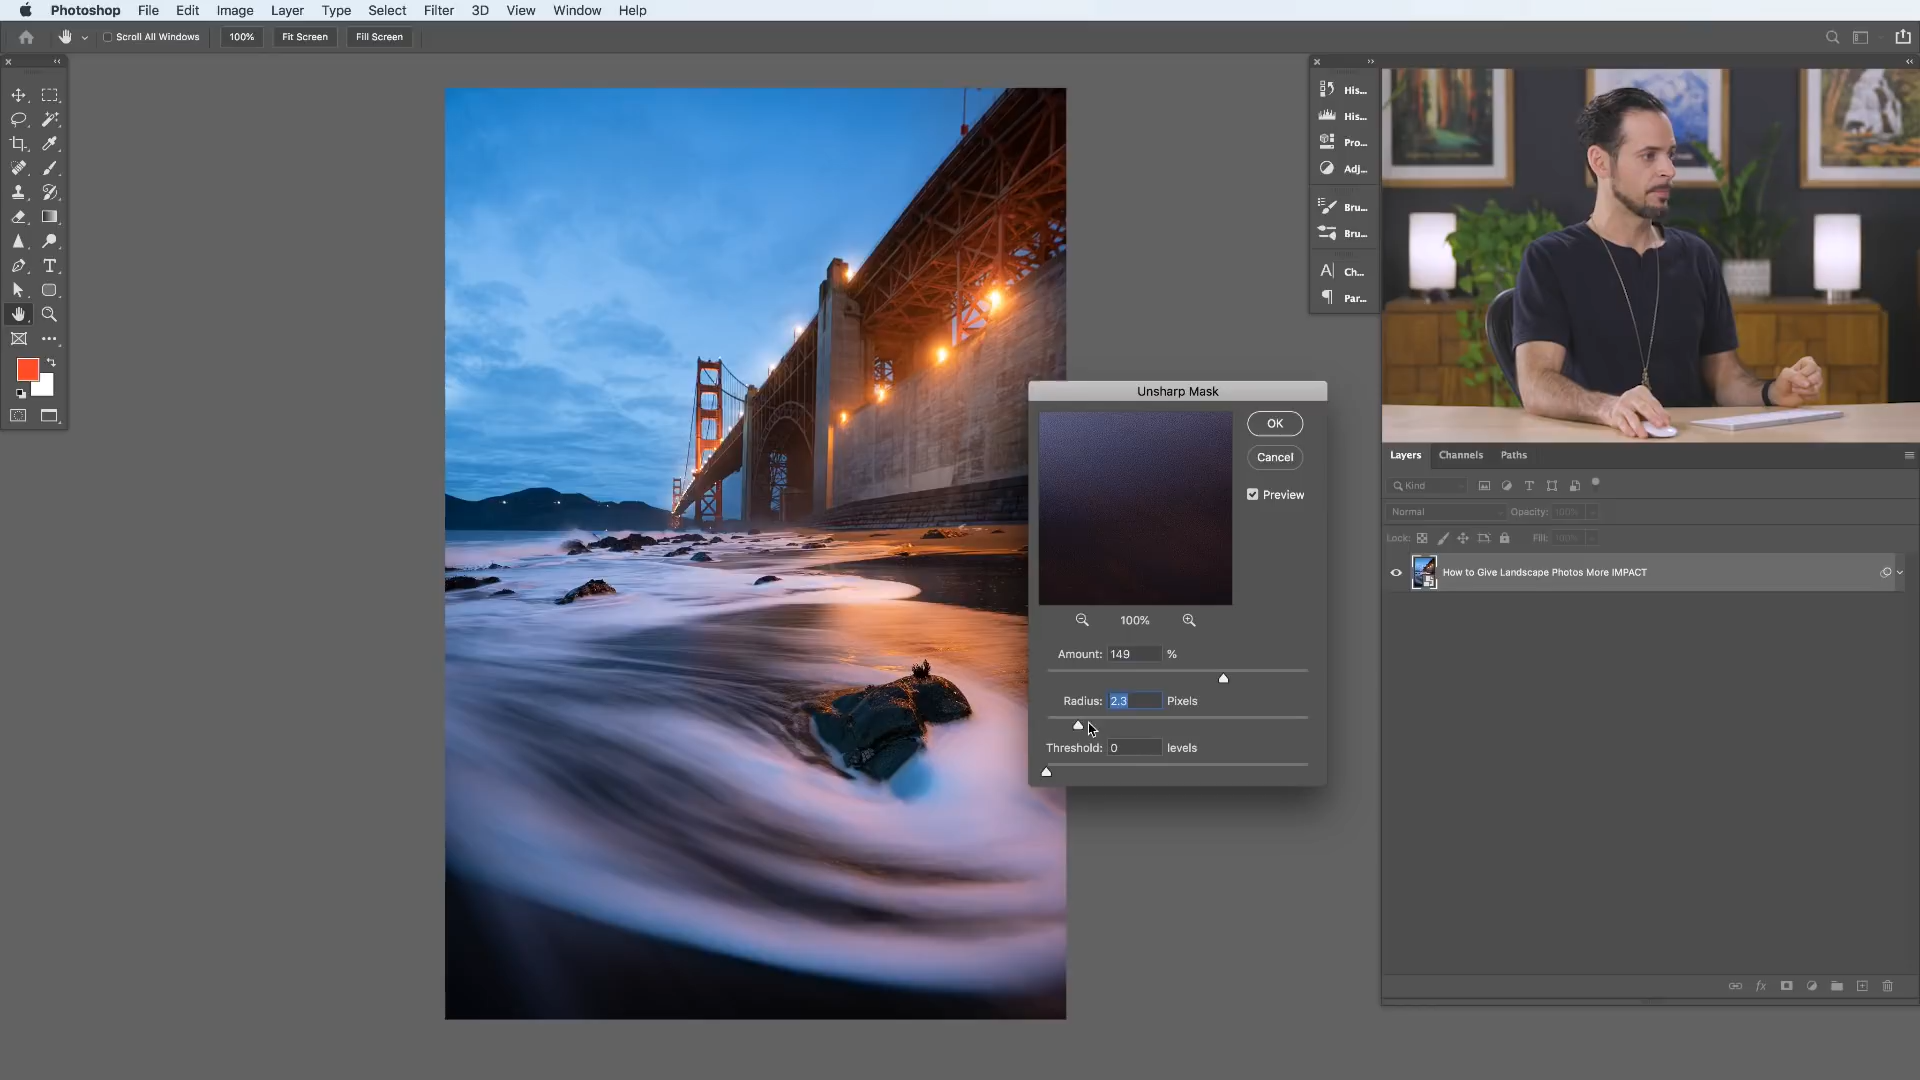 Photoshop File Edit Image Layer Type Select Filter 3D View Window Help
Scroll All Windows 100% Fit Screen Fill Screen
His...
His...
Pro...
Adj...
Bru...
Bru...
Ch...
Par...
Unsharp Mask
OK
Cancel
Preview
100%
Amount: 149 %
Radius: 2.3 Pixels
Threshold: 0 levels
Layers Channels Paths
Kind
Normal Opacity: 100%
Lock: Fill: 100%
How to Give Landscape Photos More IMPACT